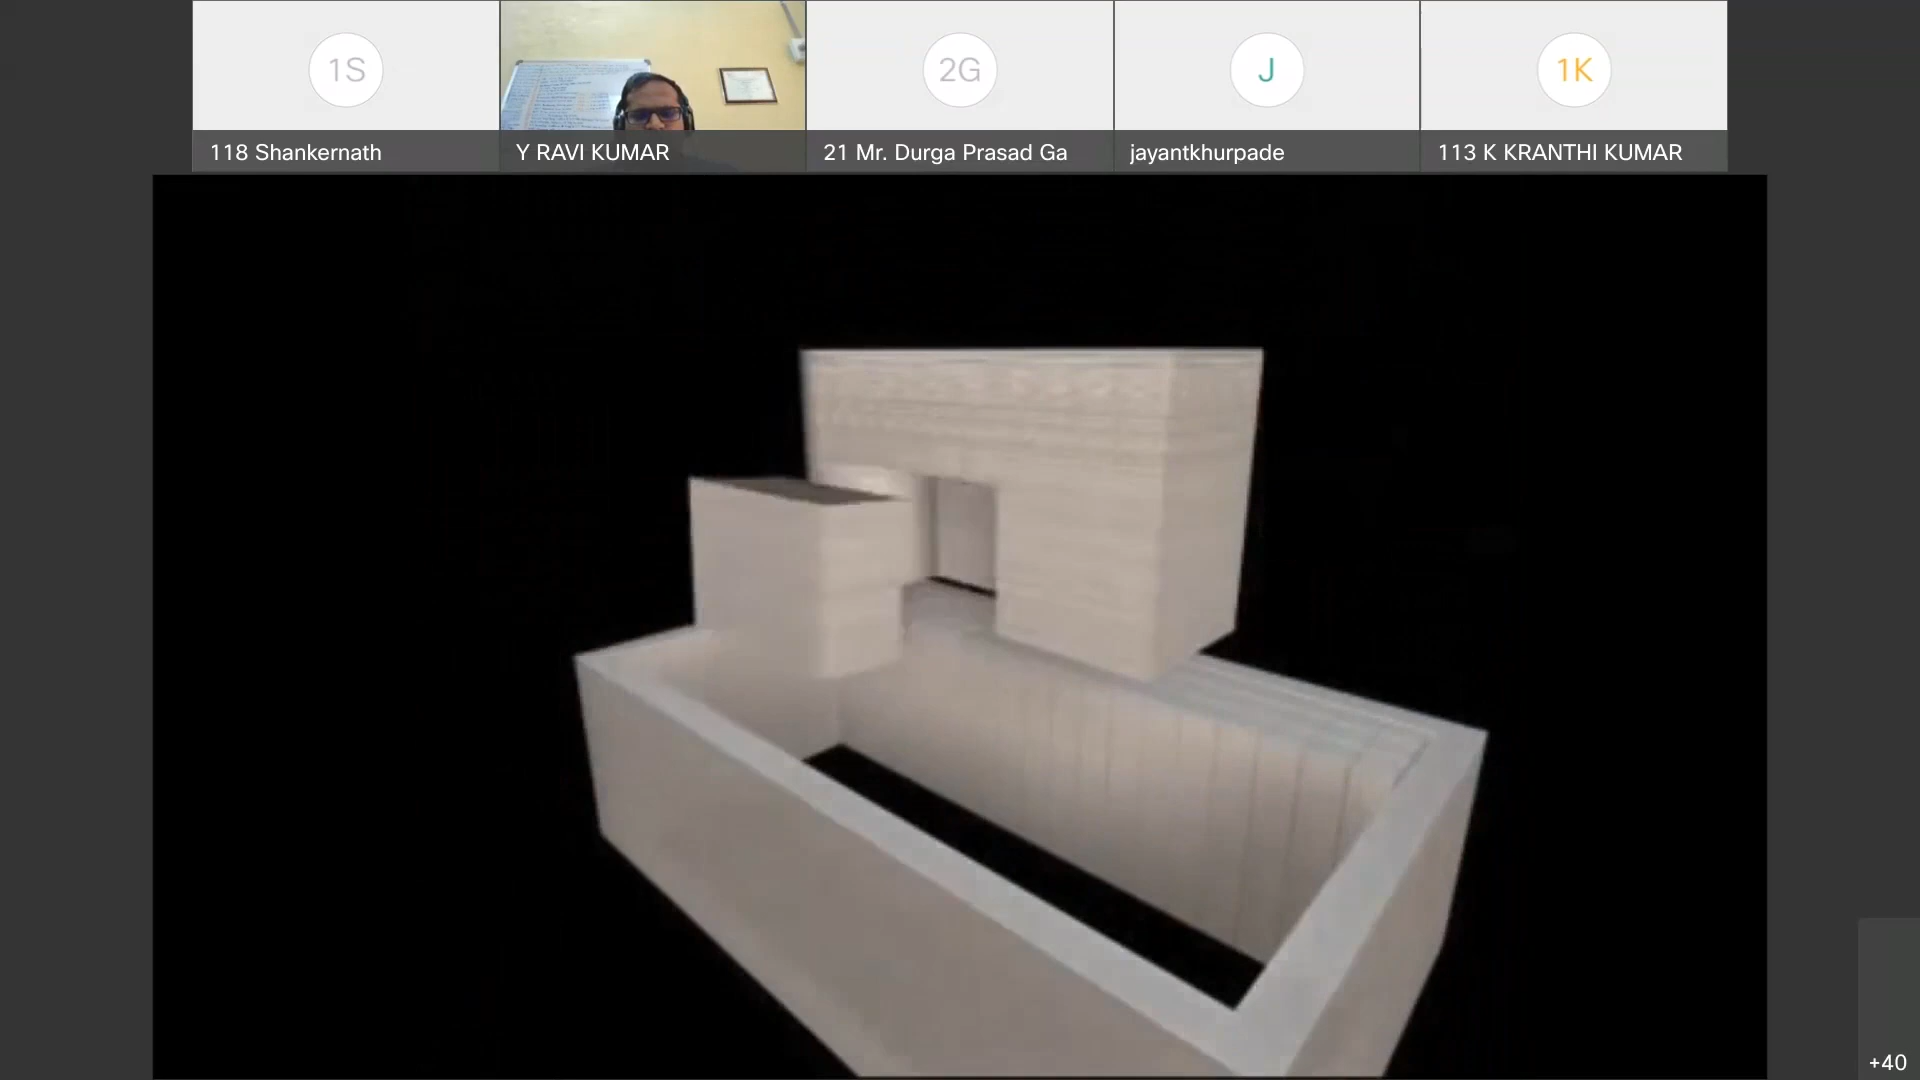 1S
2G
J
1K
118 Shankernath
Y RAVI KUMAR
21 Mr. Durga Prasad Ga
jayantkhurpade
113 K KRANTHI KUMAR
+40